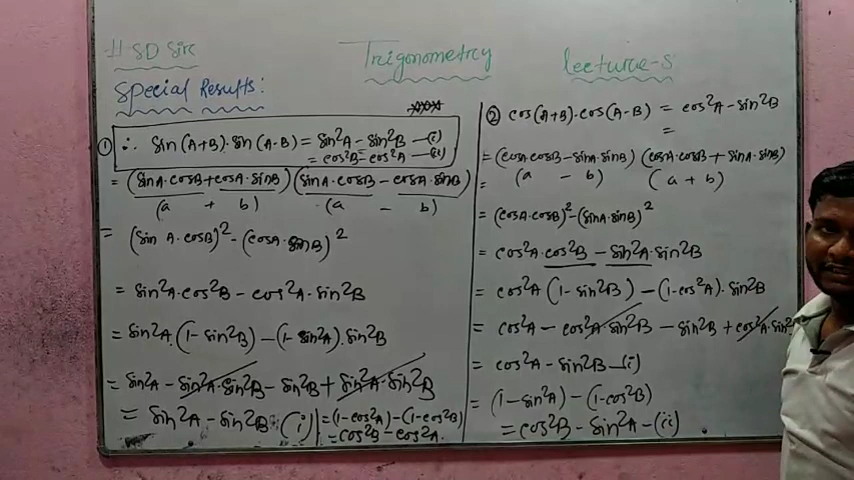 # SD Sir Trigonometry lecture-5
Special Results:
① ∴ Sin(A+B)·Sin(A-B) = Sin²A - Sin²B -(i)
= cos²B - cos²A -(ii)
= (SinA·cosB+cosA·sinB)(SinA·cosB - cosA·sinB)
(a + b) (a - b)
= (Sin A·cosB)² - (cosA·sinB)²
= Sin²A·cos²B - cos²A·sin²B
= Sin²A·(1-sin²B) -(1-sin²A)·sin²B
= Sin²A - Sin²A·Sin²B - Sin²B + Sin²A·Sin²B
= Sin²A - Sin²B (i)
= (1-cos²A) - (1-cos²B)
= cos²B - cos²A.
② cos(A+B)·cos(A-B) = cos²A - sin²B
=
= (cosA·cosB - sinA·sinB) (cosA·cosB + sinA·sinB)
= (a - b) (a + b)
= (cosA·cosB)² - (sinA·sinB)²
= cos²A·cos²B - Sin²A·Sin²B
= cos²A (1-sin²B) -(1-cos²A)·Sin²B
= cos²A - cos²A·Sin²B - Sin²B + cos²A·Sin²
= cos²A - Sin²B -(i)
= (1-sin²A) - (1-cos²B)
= cos²B - Sin²A -(ii)